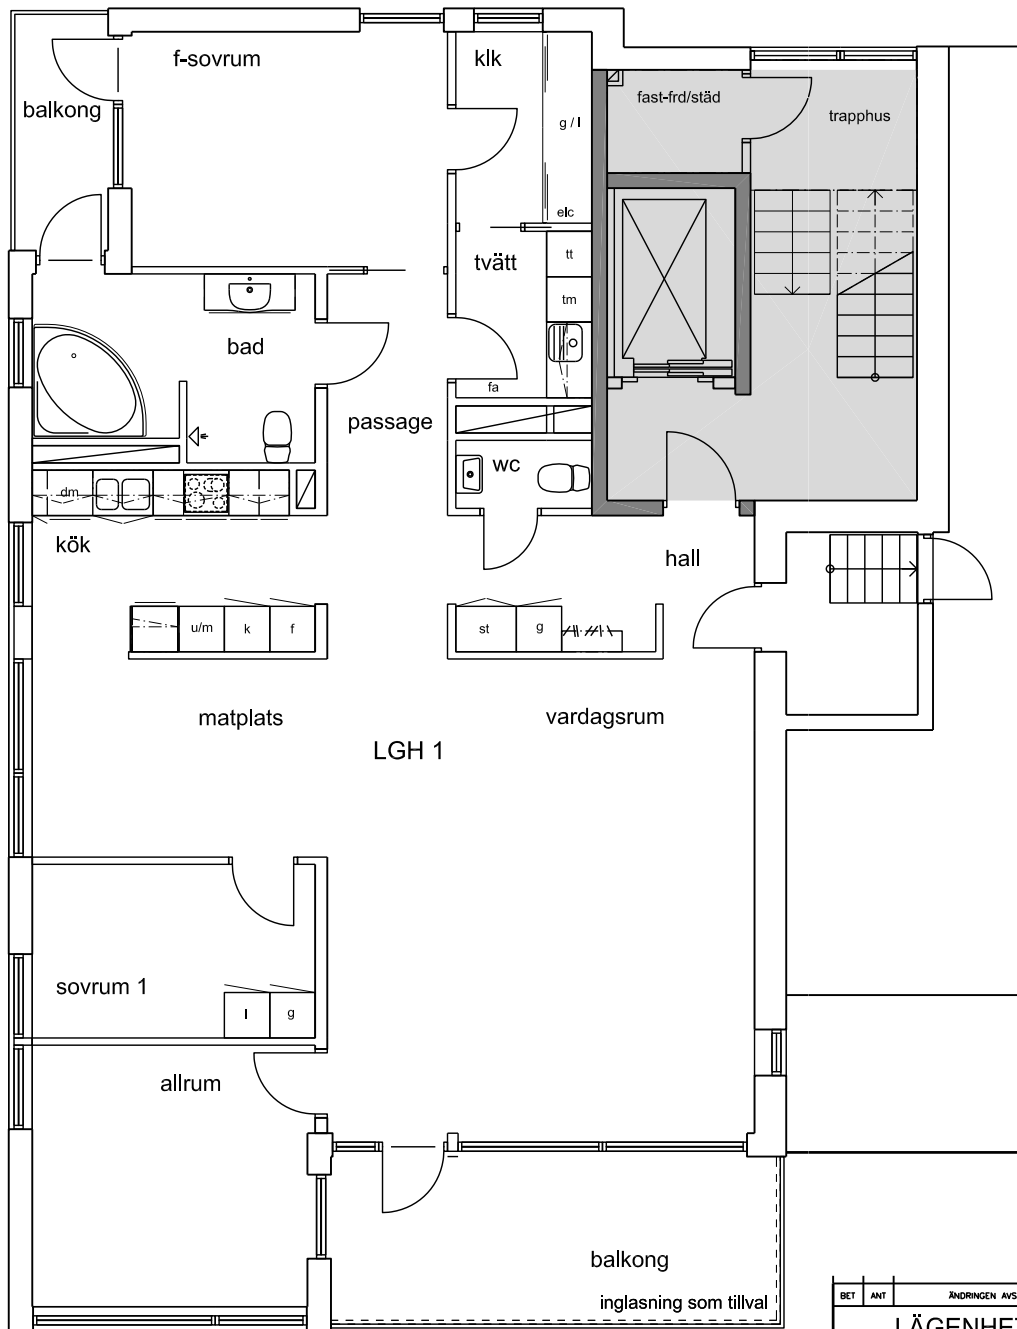 f-sovrum
klk
balkong
fast-frd/städ
trapphus
g / l
elc
tvätt
tt
tm
bad
fa
passage
wc
dm
kök
hall
u/m
k
f
st
g
matplats
vardagsrum
LGH 1
sovrum 1
l
g
allrum
balkong
inglasning som tillval
BET
ANT
ÄNDRINGEN AVS
LÄGENHET